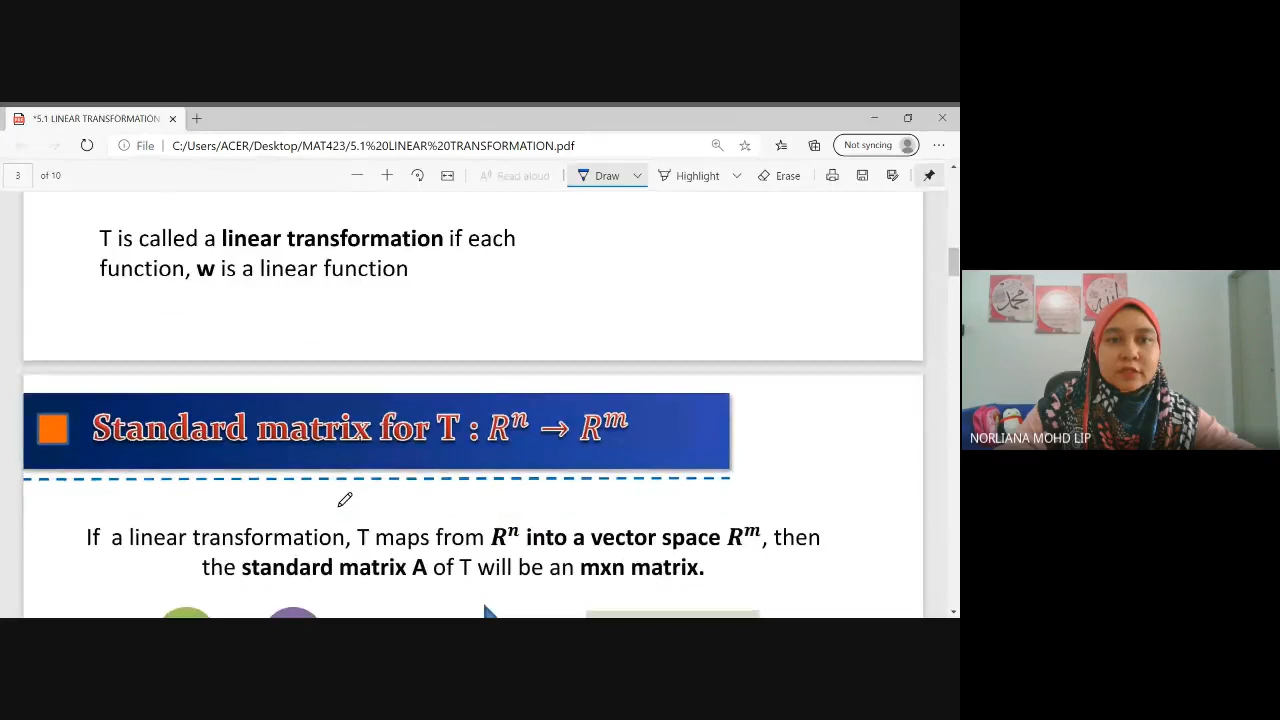 *5.1 LINEAR TRANSFORMATION
File
C:/Users/ACER/Desktop/MAT423/5.1%20LINEAR%20TRANSFORMATION.pdf
Not syncing
3 of 10
Read aloud
Draw
Highlight
Erase
T is called a linear transformation if each
function, w is a linear function
Standard matrix for T : Rⁿ → Rᵐ
If a linear transformation, T maps from Rⁿ into a vector space Rᵐ, then
the standard matrix A of T will be an mxn matrix.
محمد
الله
NORLIANA MOHD LIP